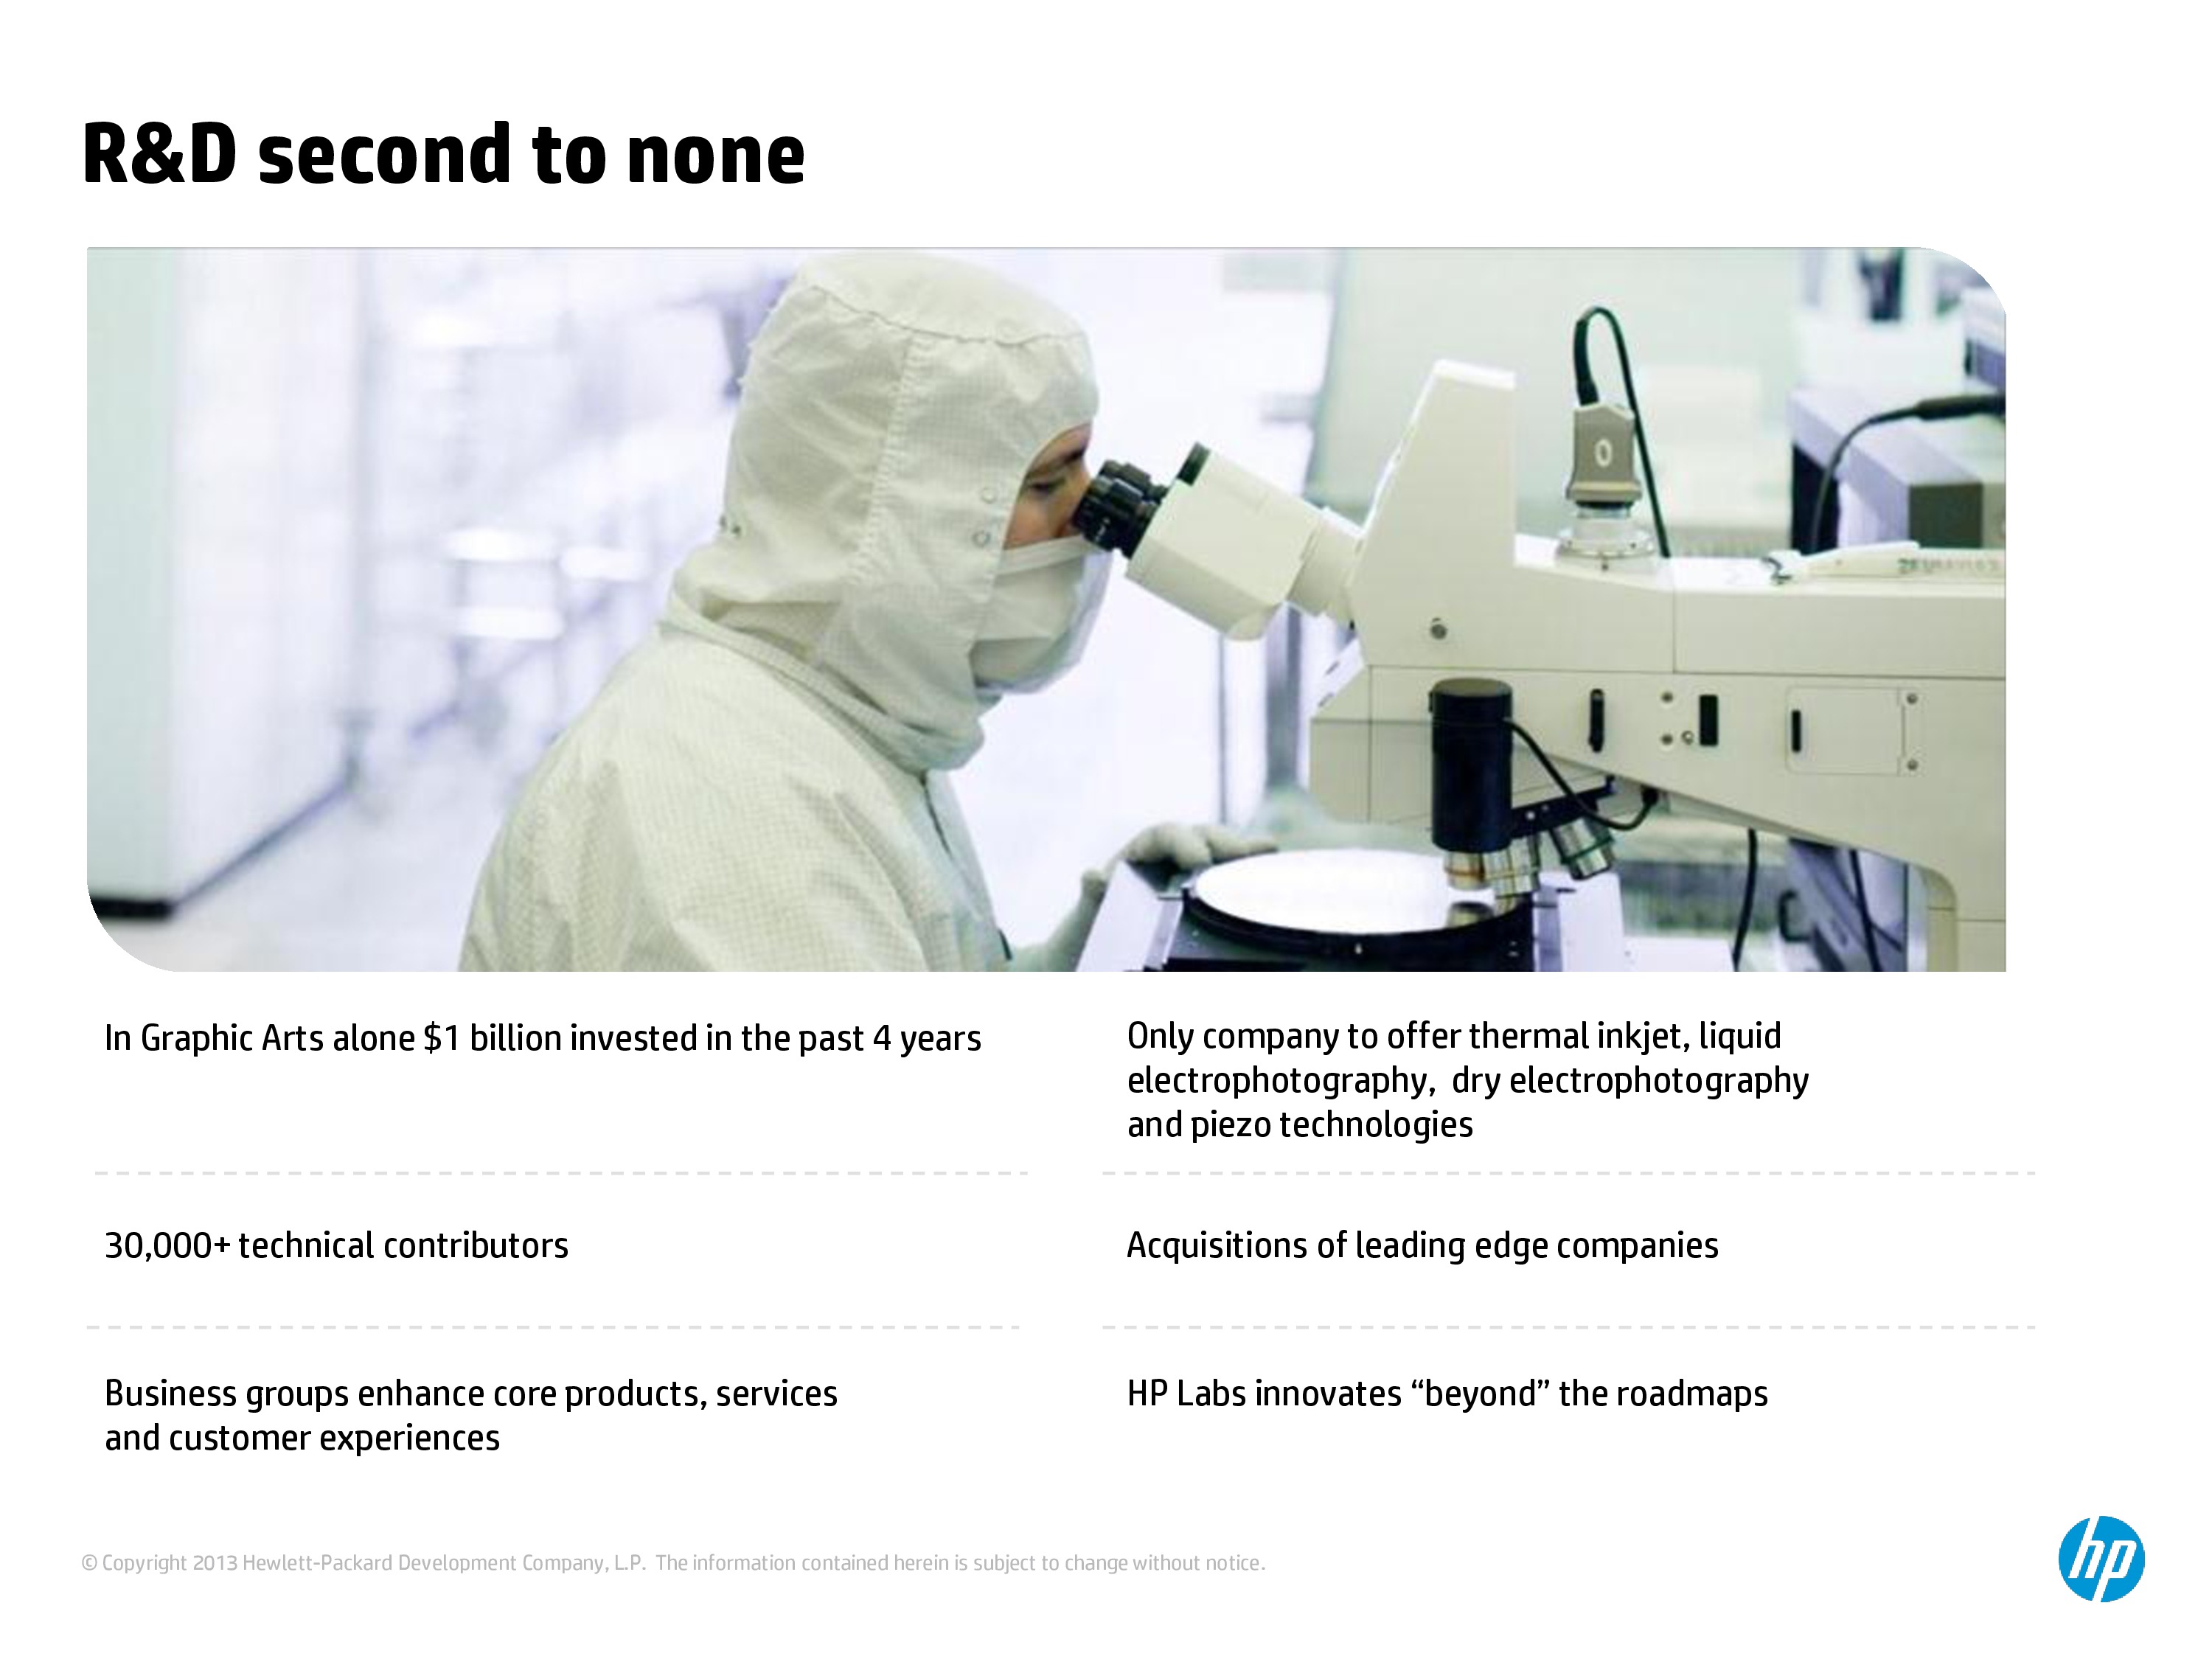 R&D second to none
In Graphic Arts alone $1 billion invested in the past 4 years
Only company to offer thermal inkjet, liquid
electrophotography,  dry electrophotography
and piezo technologies
30,000+ technical contributors
Acquisitions of leading edge companies
Business groups enhance core products, services
and customer experiences
HP Labs innovates “beyond” the roadmaps
© Copyright 2013 Hewlett-Packard Development Company, L.P.  The information contained herein is subject to change without notice.
hp